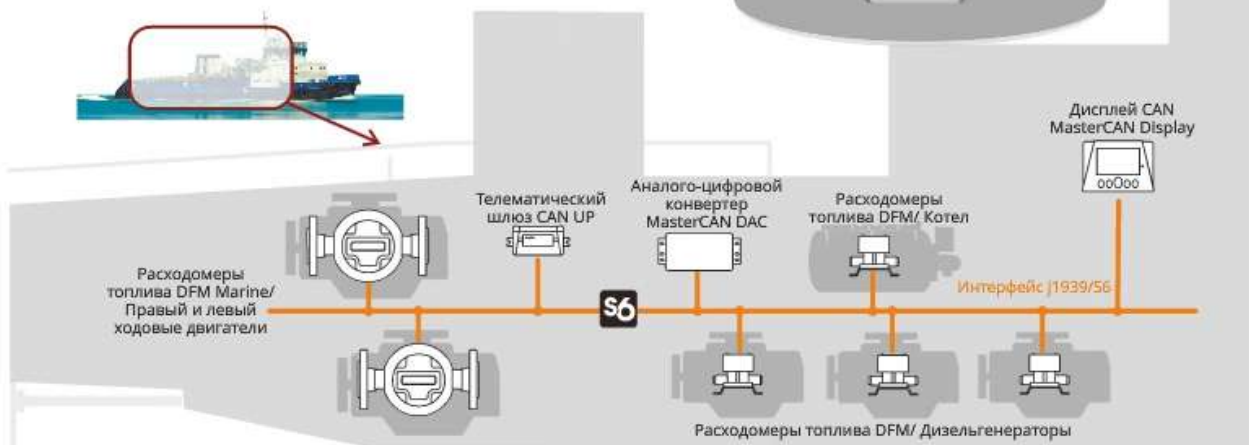 Дисплей CAN
MasterCAN Display
Телематический
шлюз CAN UP
Аналого-цифровой
конвертер
MasterCAN DAC
Расходомеры
топлива DFM/ Котел
Расходомеры
топлива DFM Marine/
Правый и левый
ходовые двигатели
Интерфейс J1939/S6
S6
Расходомеры топлива DFM/ Дизельгенераторы